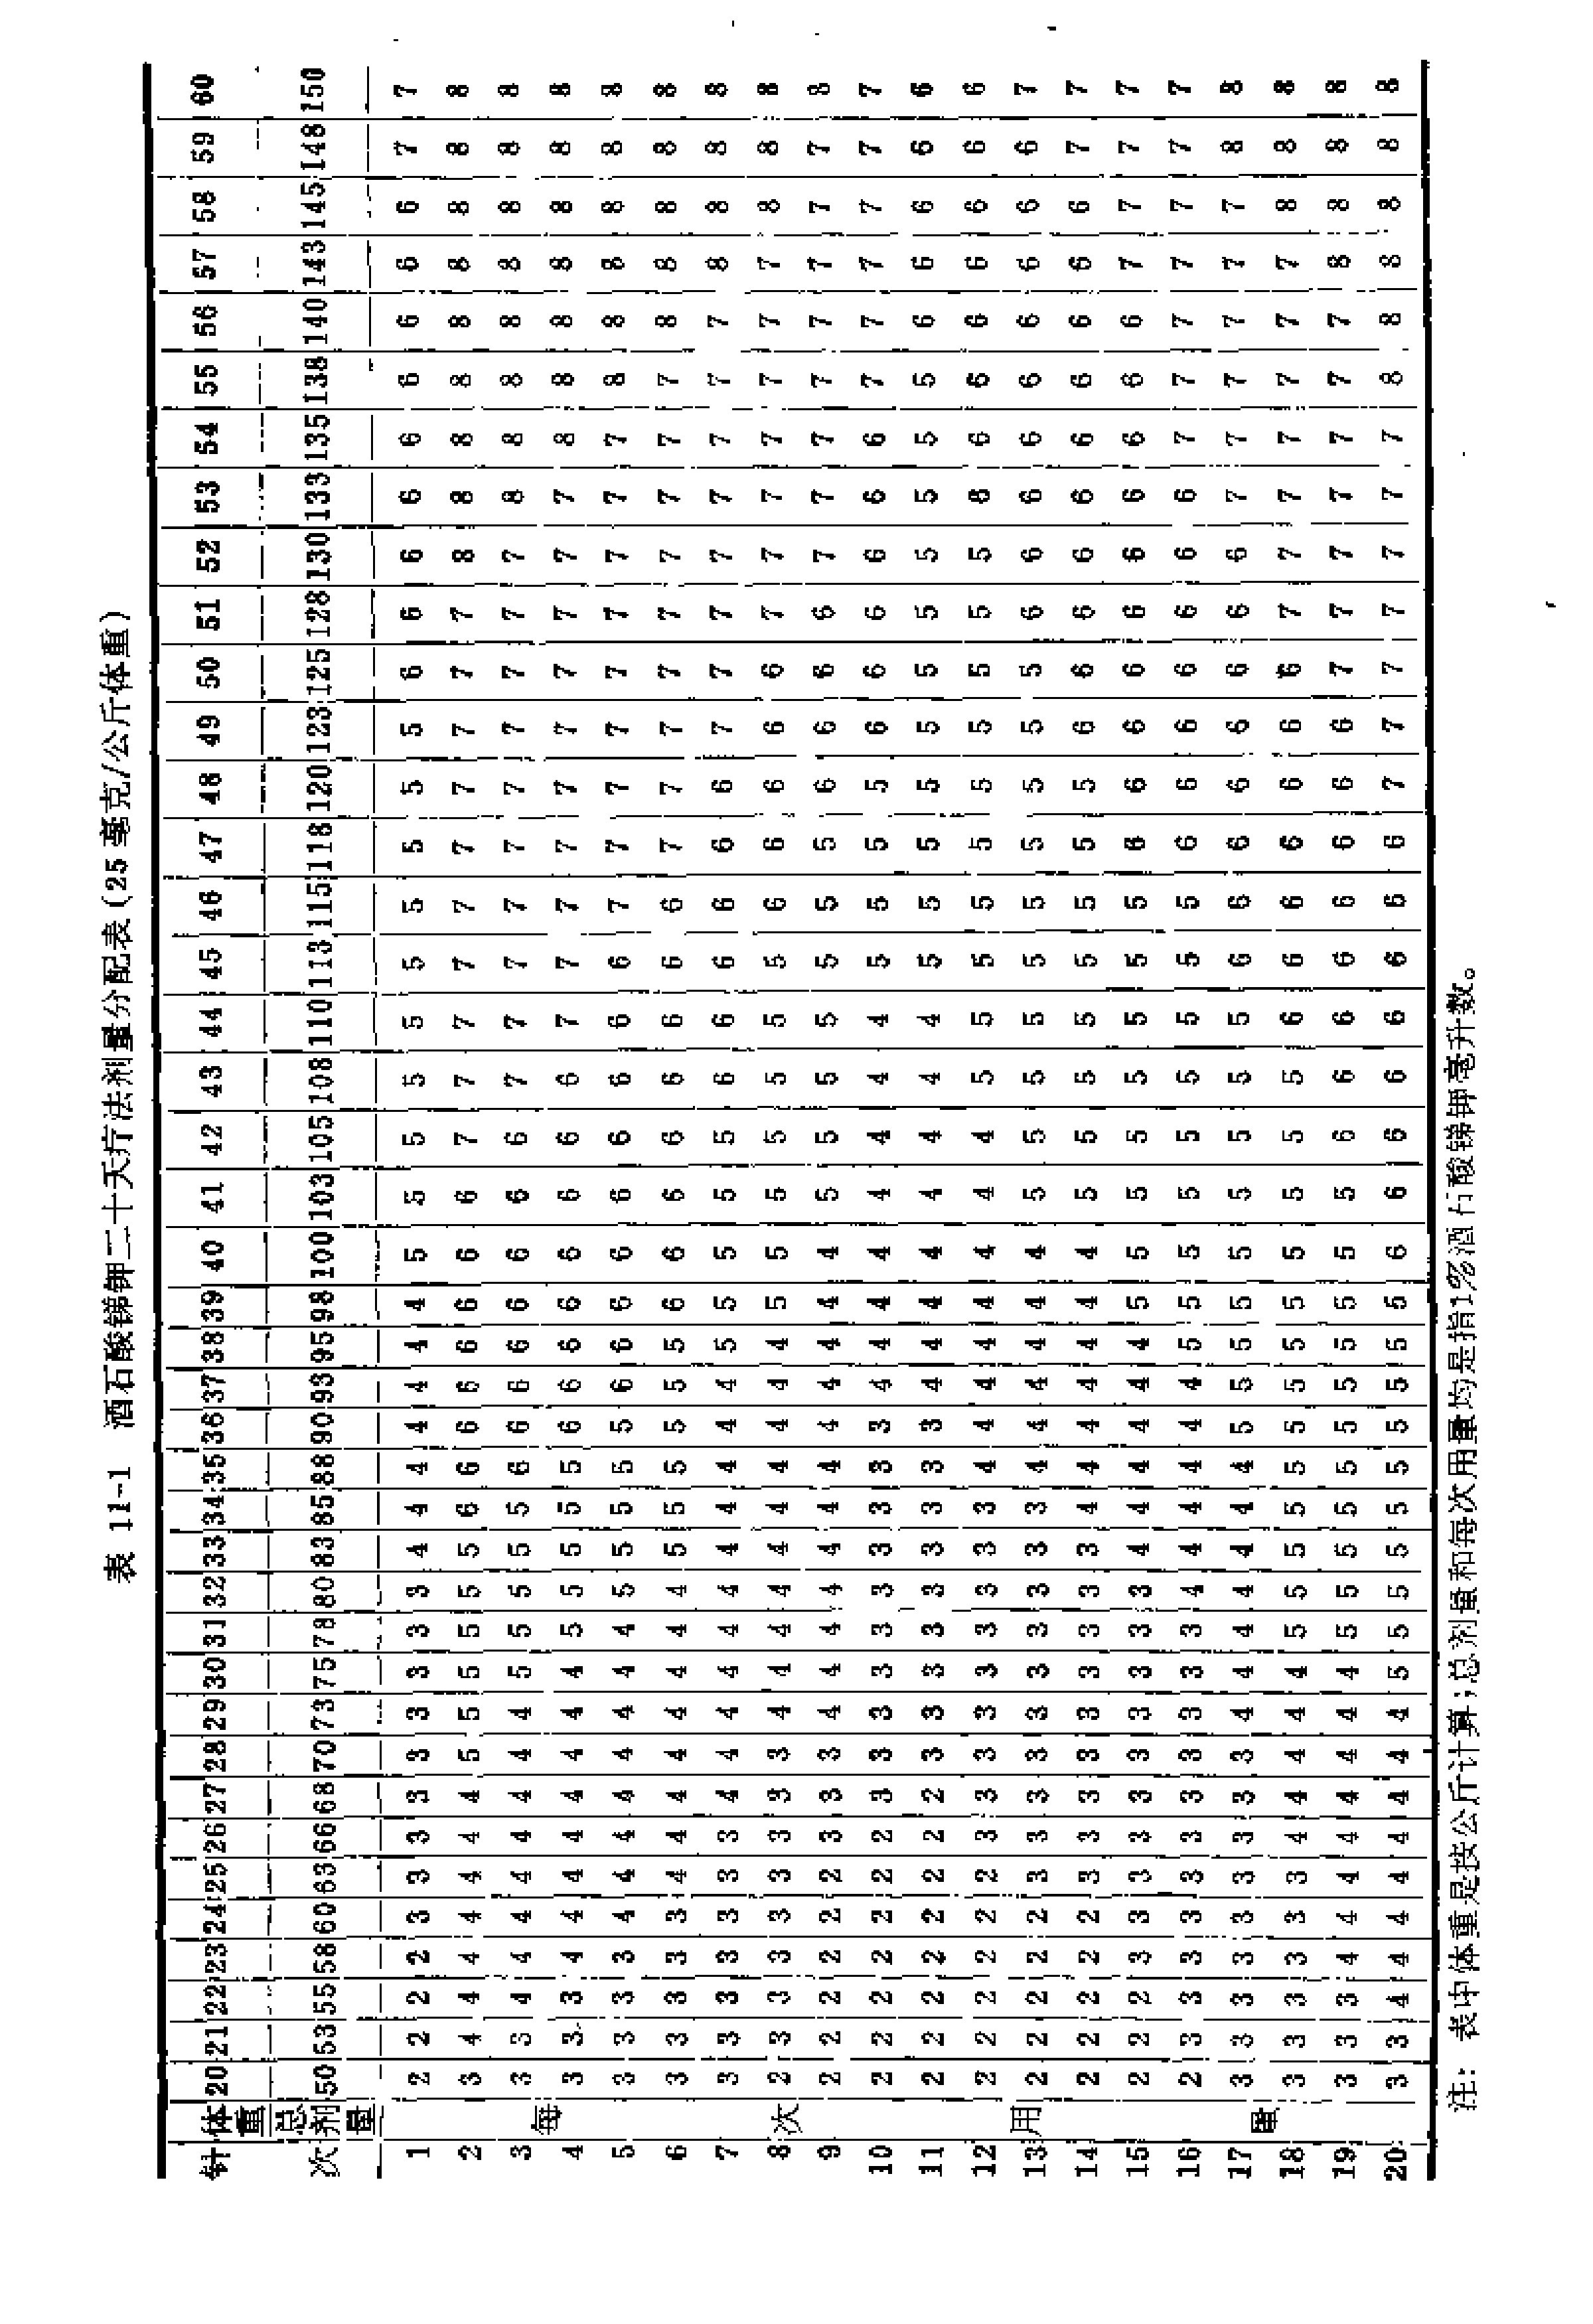 表 11-1 酒石酸锑钾二十天疗法剂量分配表(25毫克/公斤体重)
针次 体重 20 21 22 23 24 25 26 27 28 29 30 31 32 33 34 35 36 37 38 39 40 41 42 43 44 45 46 47 48 49 50 51 52 53 54 55 56 57 58 59 60
总剂量 50 53 55 58 60 63 66 68 70 73 75 78 80 83 85 88 90 93 95 98 100 103 105 108 110 113 115 118 120 123 125 128 130 133 135 138 140 143 145 148 150
每次用量
1 2 2 2 2 3 3 3 3 3 3 3 3 3 4 4 4 4 4 4 4 5 5 5 5 5 5 5 5 5 5 6 6 6 6 6 6 6 6 6 7 7
2 3 4 4 4 4 4 4 4 5 5 5 5 5 5 6 6 6 6 6 6 6 6 7 7 7 7 7 7 7 7 7 7 8 8 8 8 8 8 8 8 8
3 3 3 4 4 4 4 4 4 4 4 5 5 5 5 5 6 6 6 6 6 6 6 6 7 7 7 7 7 7 7 7 7 7 8 8 8 8 8 8 8 8
4 3 3 3 4 4 4 4 4 4 4 4 5 5 5 5 5 6 6 6 6 6 6 6 6 7 7 7 7 7 7 7 7 7 7 8 8 8 8 8 8 8
5 3 3 3 3 4 4 4 4 4 4 4 4 5 5 5 5 5 6 6 6 6 6 6 6 6 6 7 7 7 7 7 7 7 7 7 8 8 8 8 8 8
6 3 3 3 3 3 4 4 4 4 4 4 4 4 5 5 5 5 5 5 6 6 6 6 6 6 6 6 7 7 7 7 7 7 7 7 7 8 8 8 8 8
7 3 3 3 3 3 3 3 4 4 4 4 4 4 4 4 4 4 4 5 5 5 5 5 6 6 6 6 6 6 7 7 7 7 7 7 7 7 8 8 8 8
8 2 3 3 3 3 3 3 3 3 4 4 4 4 4 4 4 4 4 4 5 5 5 5 5 5 5 6 6 6 6 6 7 7 7 7 7 7 7 8 8 8
9 2 2 2 2 2 2 3 3 3 4 4 4 4 4 4 4 4 4 4 4 4 5 5 5 5 5 5 5 6 6 6 6 7 7 7 7 7 7 7 7 8
10 2 2 2 2 2 2 2 3 3 3 3 3 3 3 3 3 3 4 4 4 4 4 4 4 4 5 5 5 5 6 6 6 6 6 6 7 7 7 7 7 7
11 2 2 2 2 2 2 2 2 3 3 3 3 3 3 3 3 3 4 4 4 4 4 4 4 4 5 5 5 5 5 5 5 5 5 5 5 6 6 6 6 6
12 2 2 2 2 2 2 3 3 3 3 3 3 3 3 3 4 4 4 4 4 4 4 4 5 5 5 5 5 5 5 5 5 5 6 6 6 6 6 6 6 6
13 2 2 2 2 2 3 3 3 3 3 3 3 3 3 3 4 4 4 4 4 4 5 5 5 5 5 5 5 5 5 5 6 6 6 6 6 6 6 6 6 7
14 2 2 2 2 2 3 3 3 3 3 3 3 3 3 4 4 4 4 4 4 4 5 5 5 5 5 5 5 5 6 6 6 6 6 6 6 6 6 6 7 7
15 2 2 2 3 3 3 3 3 3 3 3 3 3 4 4 4 4 4 4 5 5 5 5 5 5 5 5 6 6 6 6 6 6 6 6 6 6 7 7 7 7
16 2 3 3 3 3 3 3 3 3 3 3 3 4 4 4 4 4 4 5 5 5 5 5 5 5 5 5 6 6 6 6 6 6 6 7 7 7 7 7 7 7
17 3 3 3 3 3 3 3 3 3 4 4 4 4 4 4 4 5 5 5 5 5 5 5 5 5 6 6 6 6 6 6 6 6 7 7 7 7 7 7 8 8
18 3 3 3 3 3 3 4 4 4 4 4 5 5 5 5 5 5 5 5 5 5 5 5 5 6 6 6 6 6 6 6 7 7 7 7 7 7 7 8 8 8
19 3 3 3 4 4 4 4 4 4 4 4 5 5 5 5 5 5 5 5 5 5 5 6 6 6 6 6 6 6 6 7 7 7 7 7 7 7 8 8 8 8
20 3 3 4 4 4 4 4 4 4 4 5 5 5 5 5 5 5 5 5 5 6 6 6 6 6 6 6 6 7 7 7 7 7 7 7 8 8 8 8 8 8
注: 表中体重是按公斤计算;总剂量和每次用量均是指1%酒石酸锑钾毫升数。